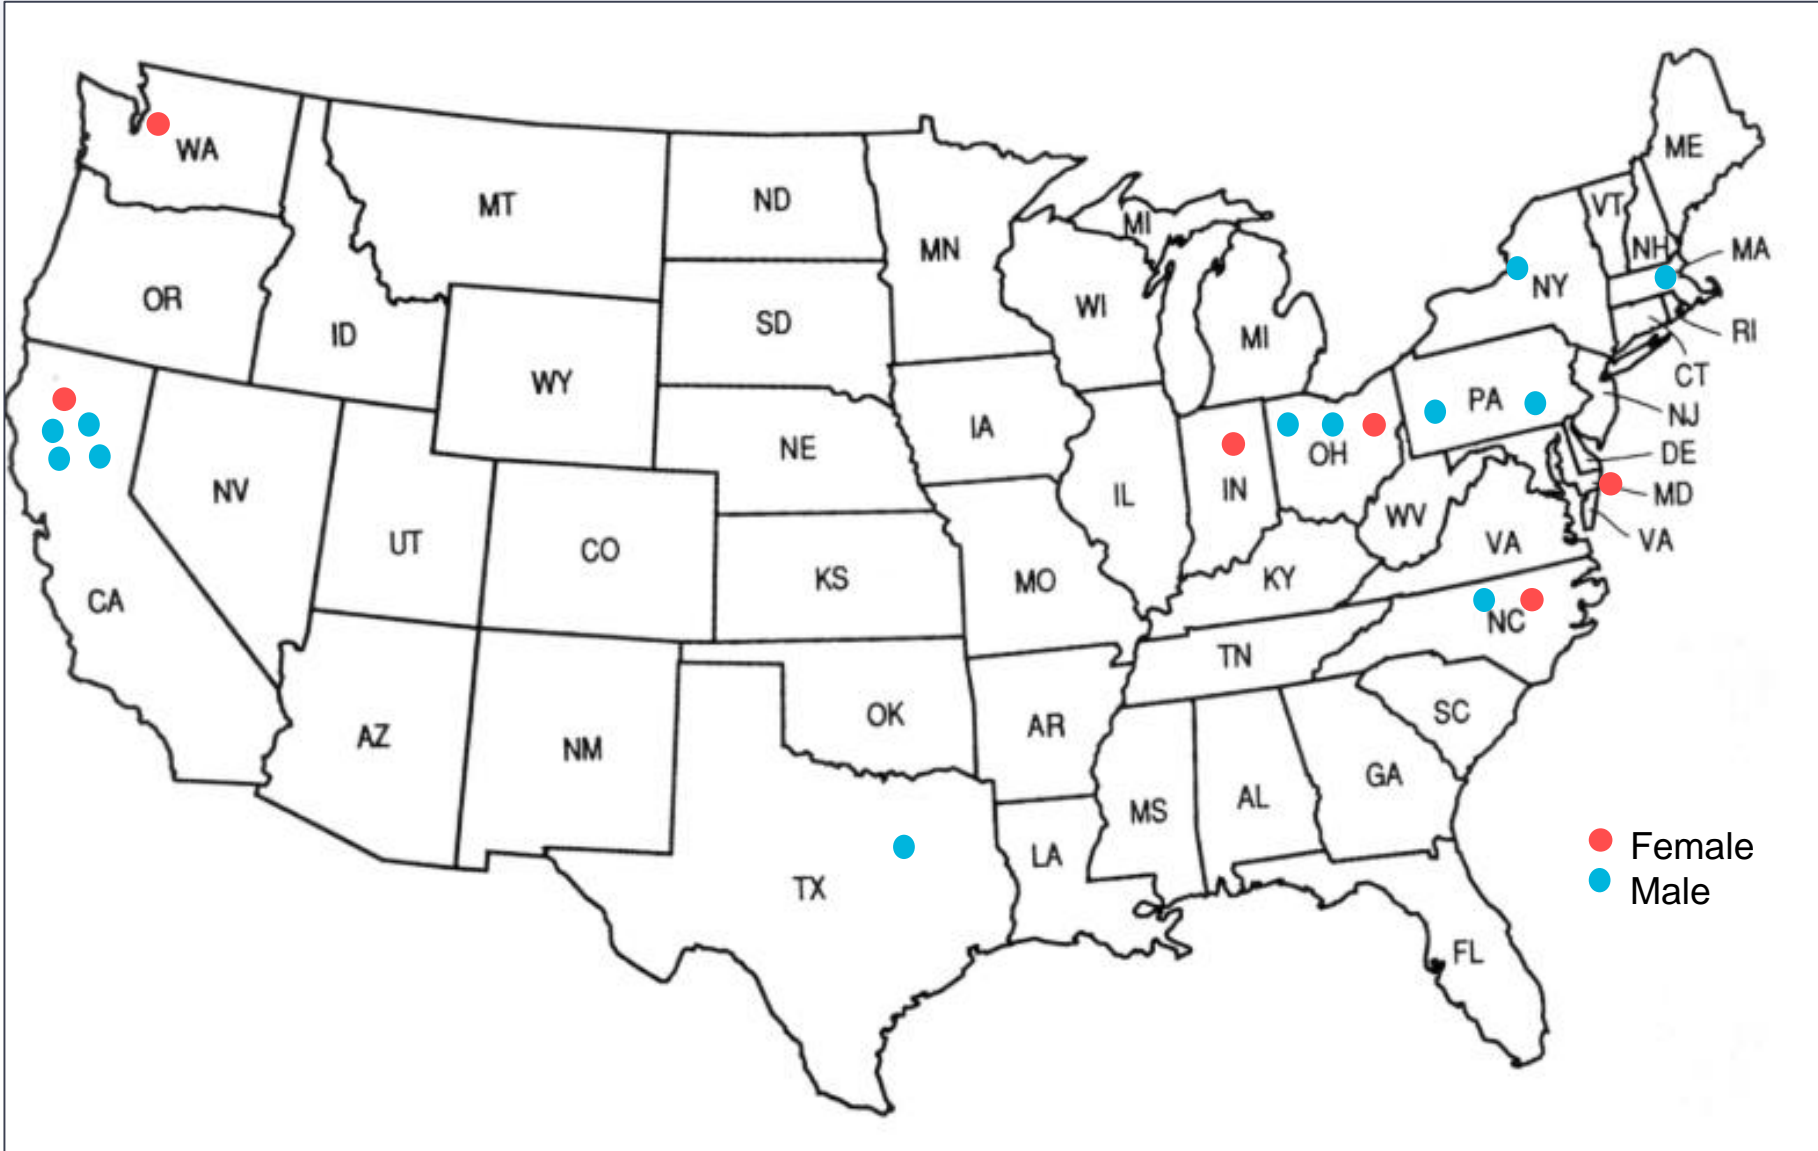 ME
WA
VT
MT
ND
MI
NH
MA
MN
OR
NY
WI
SD
ID
MI
RI
WY
CT
PA
NJ
IA
NE
OH
DE
NV
IN
IL
MD
WV
UT
CO
VA
VA
KS
KY
MO
CA
NC
TN
OK
SC
AR
AZ
NM
GA
AL
MS
Female
LA
TX
Male
FL